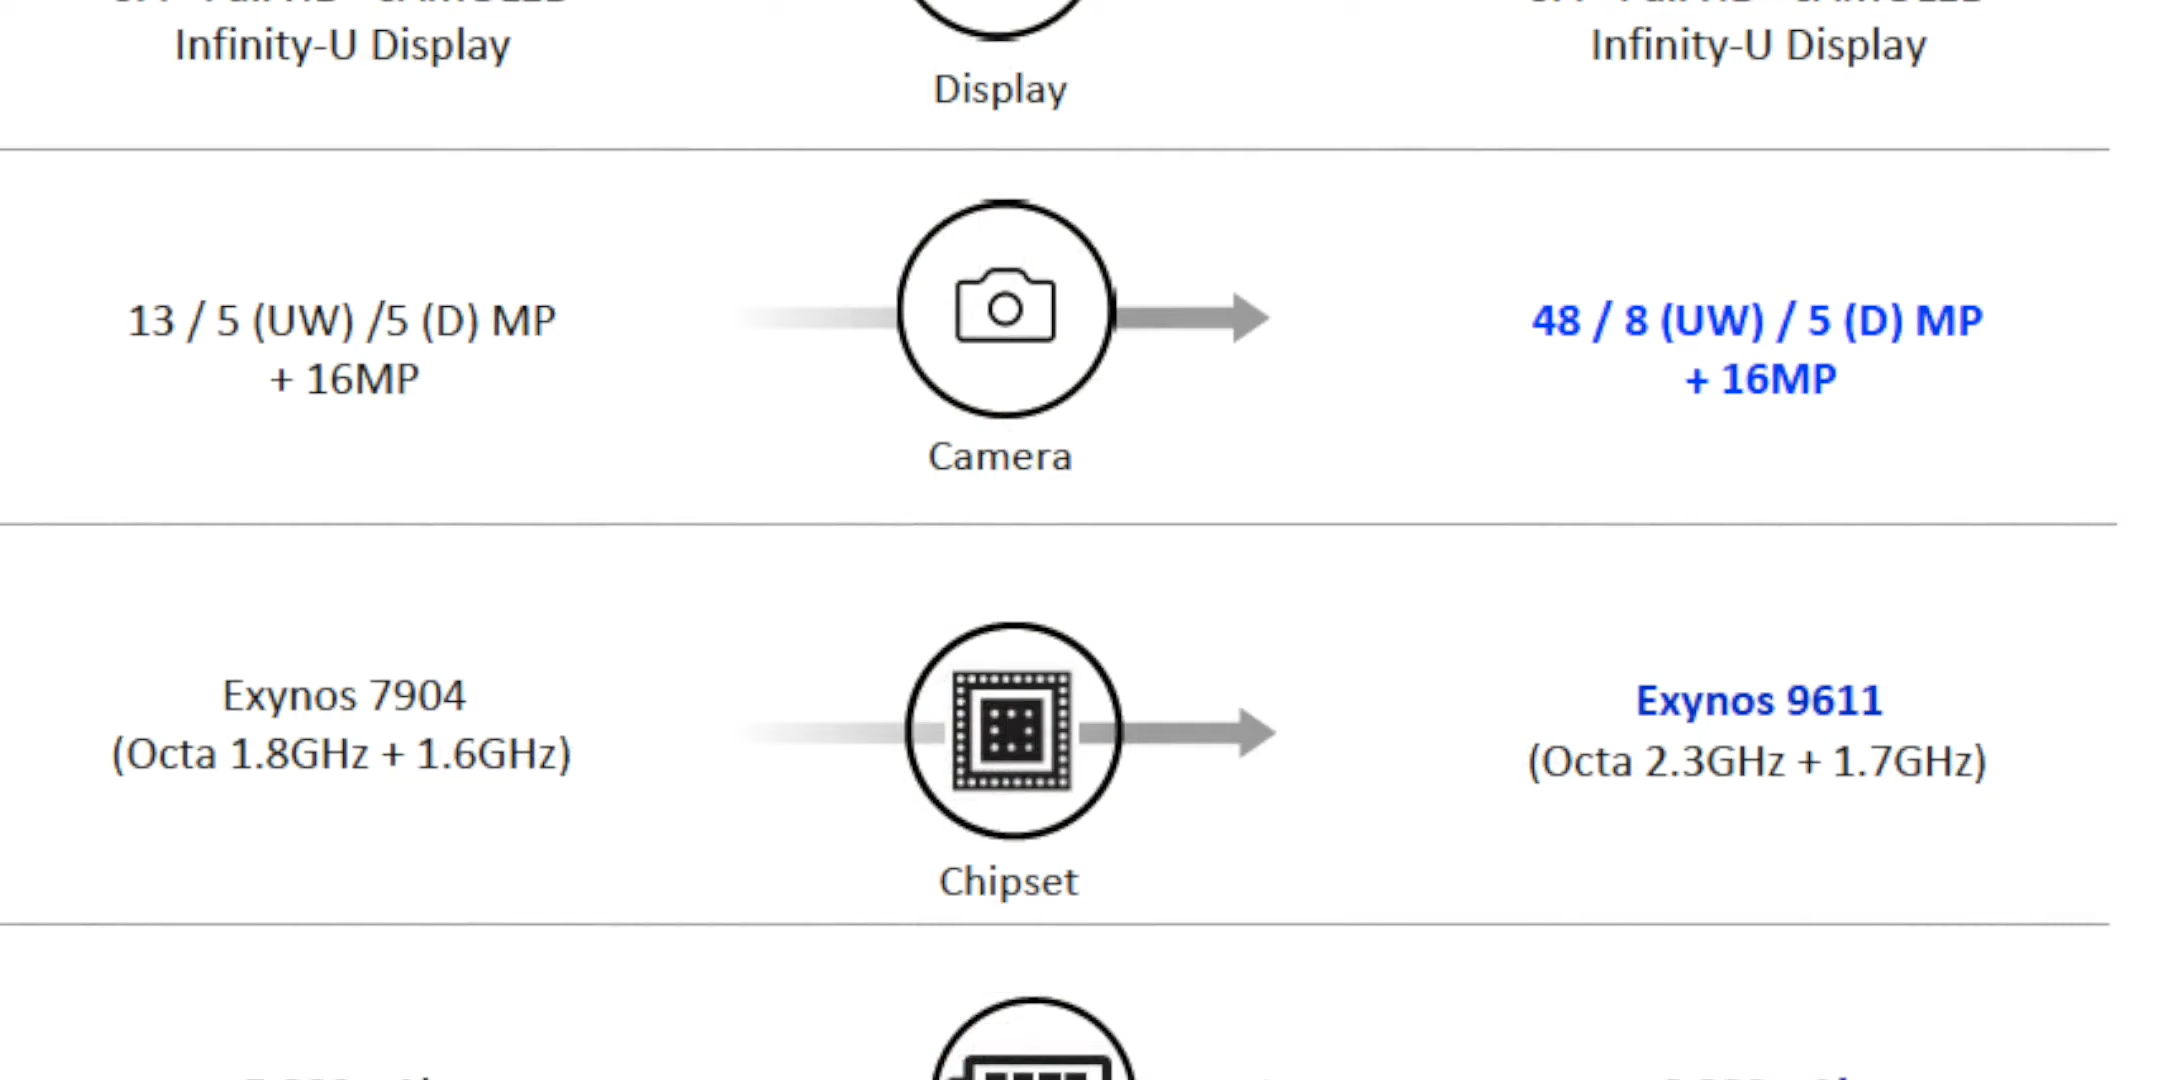 Infinity-U Display
Display
Infinity-U Display
13 / 5 (UW) /5 (D) MP
+ 16MP
Camera
48 / 8 (UW) / 5 (D) MP
+ 16MP
Exynos 7904
(Octa 1.8GHz + 1.6GHz)
Chipset
Exynos 9611
(Octa 2.3GHz + 1.7GHz)